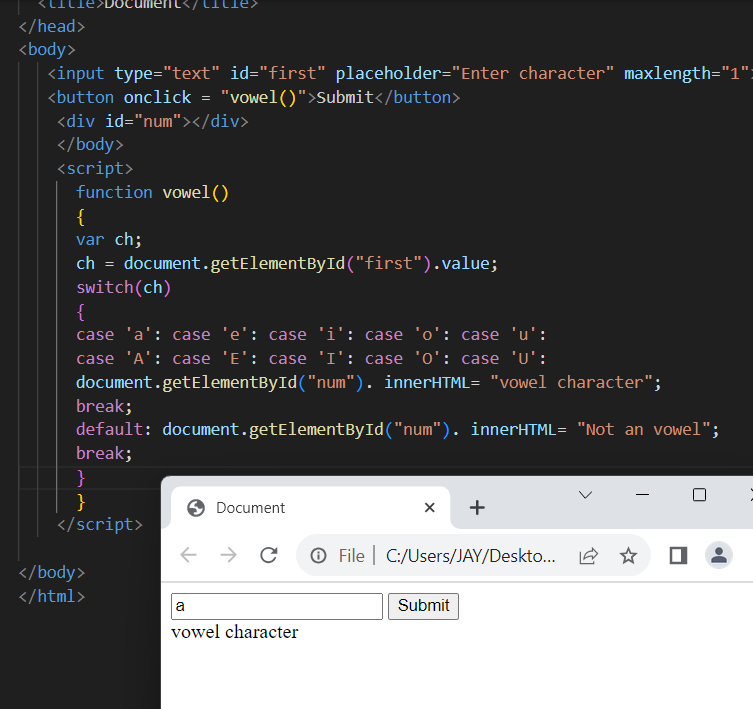 <title>Document</title>
</head>
<body>
<input type="text" id="first" placeholder="Enter character" maxlength="1">
<button onclick = "vowel()">Submit</button>
<div id="num"></div>
</body>
<script>
function vowel()
{
var ch;
ch = document.getElementById("first").value;
switch(ch)
{
case 'a': case 'e': case 'i': case 'o': case 'u':
case 'A': case 'E': case 'I': case 'O': case 'U':
document.getElementById("num"). innerHTML= "vowel character";
break;
default: document.getElementById("num"). innerHTML= "Not an vowel";
break;
}
}
</script>
</body>
</html>
Document
File | C:/Users/JAY/Deskto...
a Submit
vowel character